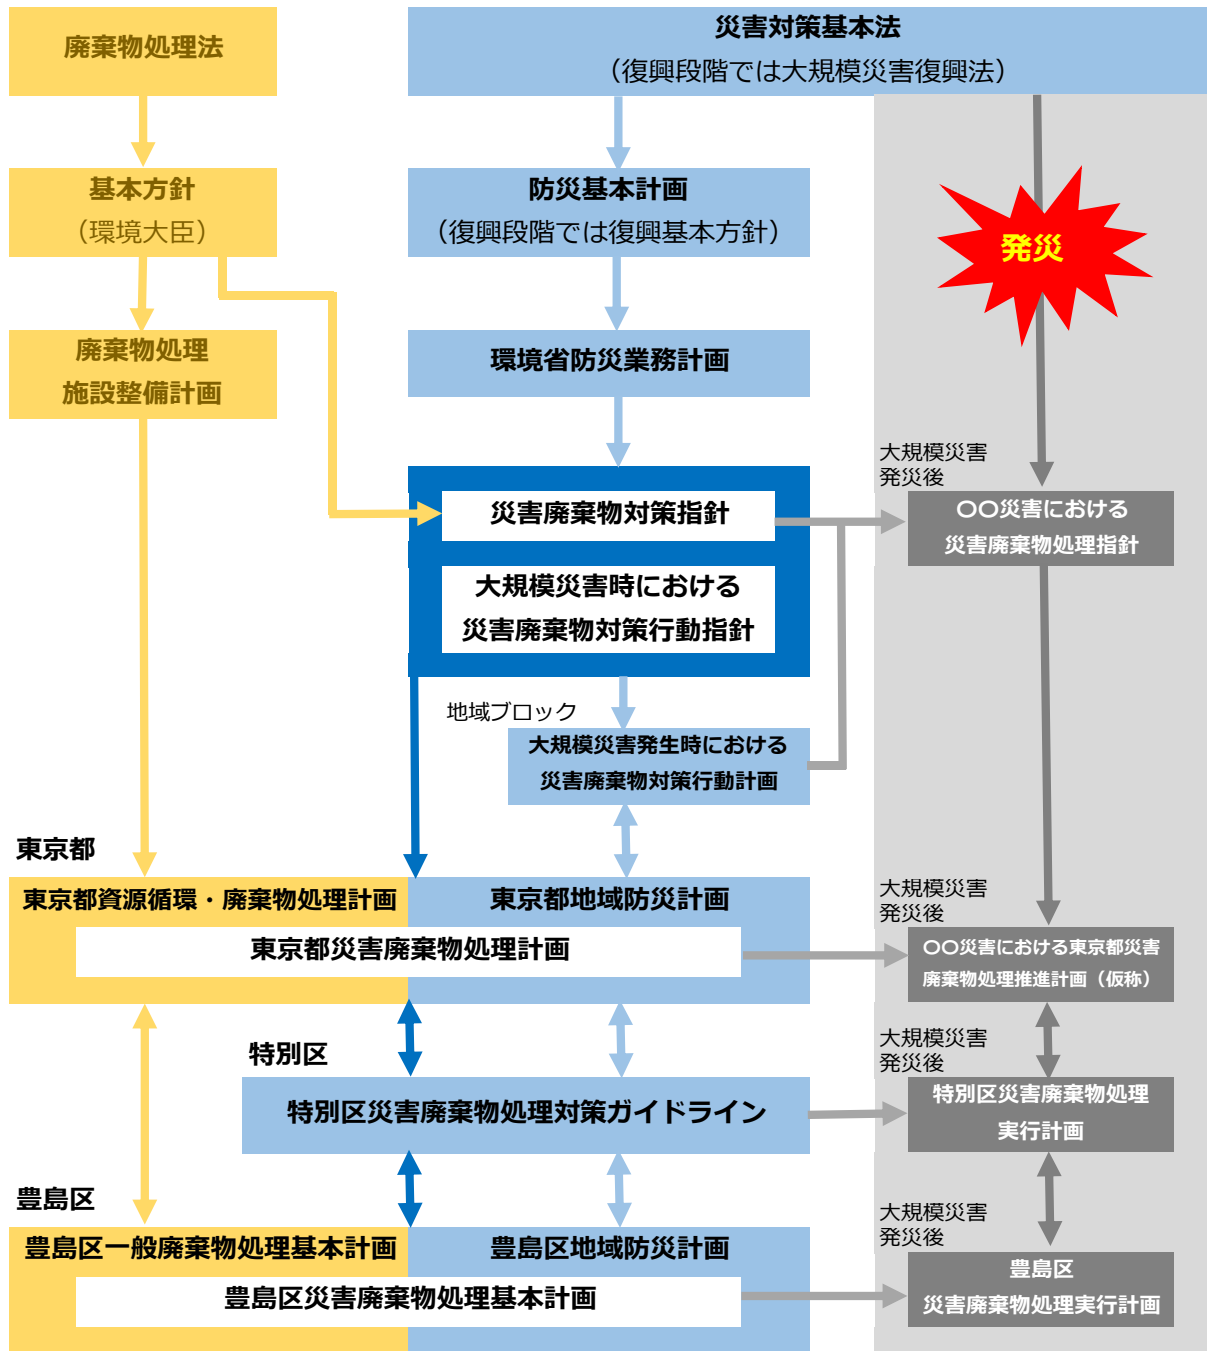 廃棄物処理法
災害対策基本法
（復興段階では大規模災害復興法）
基本方針
（環境大臣）
防災基本計画
（復興段階では復興基本方針）
発災
廃棄物処理
施設整備計画
環境省防災業務計画
大規模災害
発災後
災害廃棄物対策指針
〇〇災害における
災害廃棄物処理指針
大規模災害時における
災害廃棄物対策行動指針
地域ブロック
大規模災害発生時における
災害廃棄物対策行動計画
東京都
東京都資源循環・廃棄物処理計画
東京都地域防災計画
東京都災害廃棄物処理計画
大規模災害
発災後
〇〇災害における東京都災害
廃棄物処理推進計画（仮称）
特別区
特別区災害廃棄物処理対策ガイドライン
大規模災害
発災後
特別区災害廃棄物処理
実行計画
豊島区
豊島区一般廃棄物処理基本計画
豊島区地域防災計画
豊島区災害廃棄物処理基本計画
大規模災害
発災後
豊島区
災害廃棄物処理実行計画